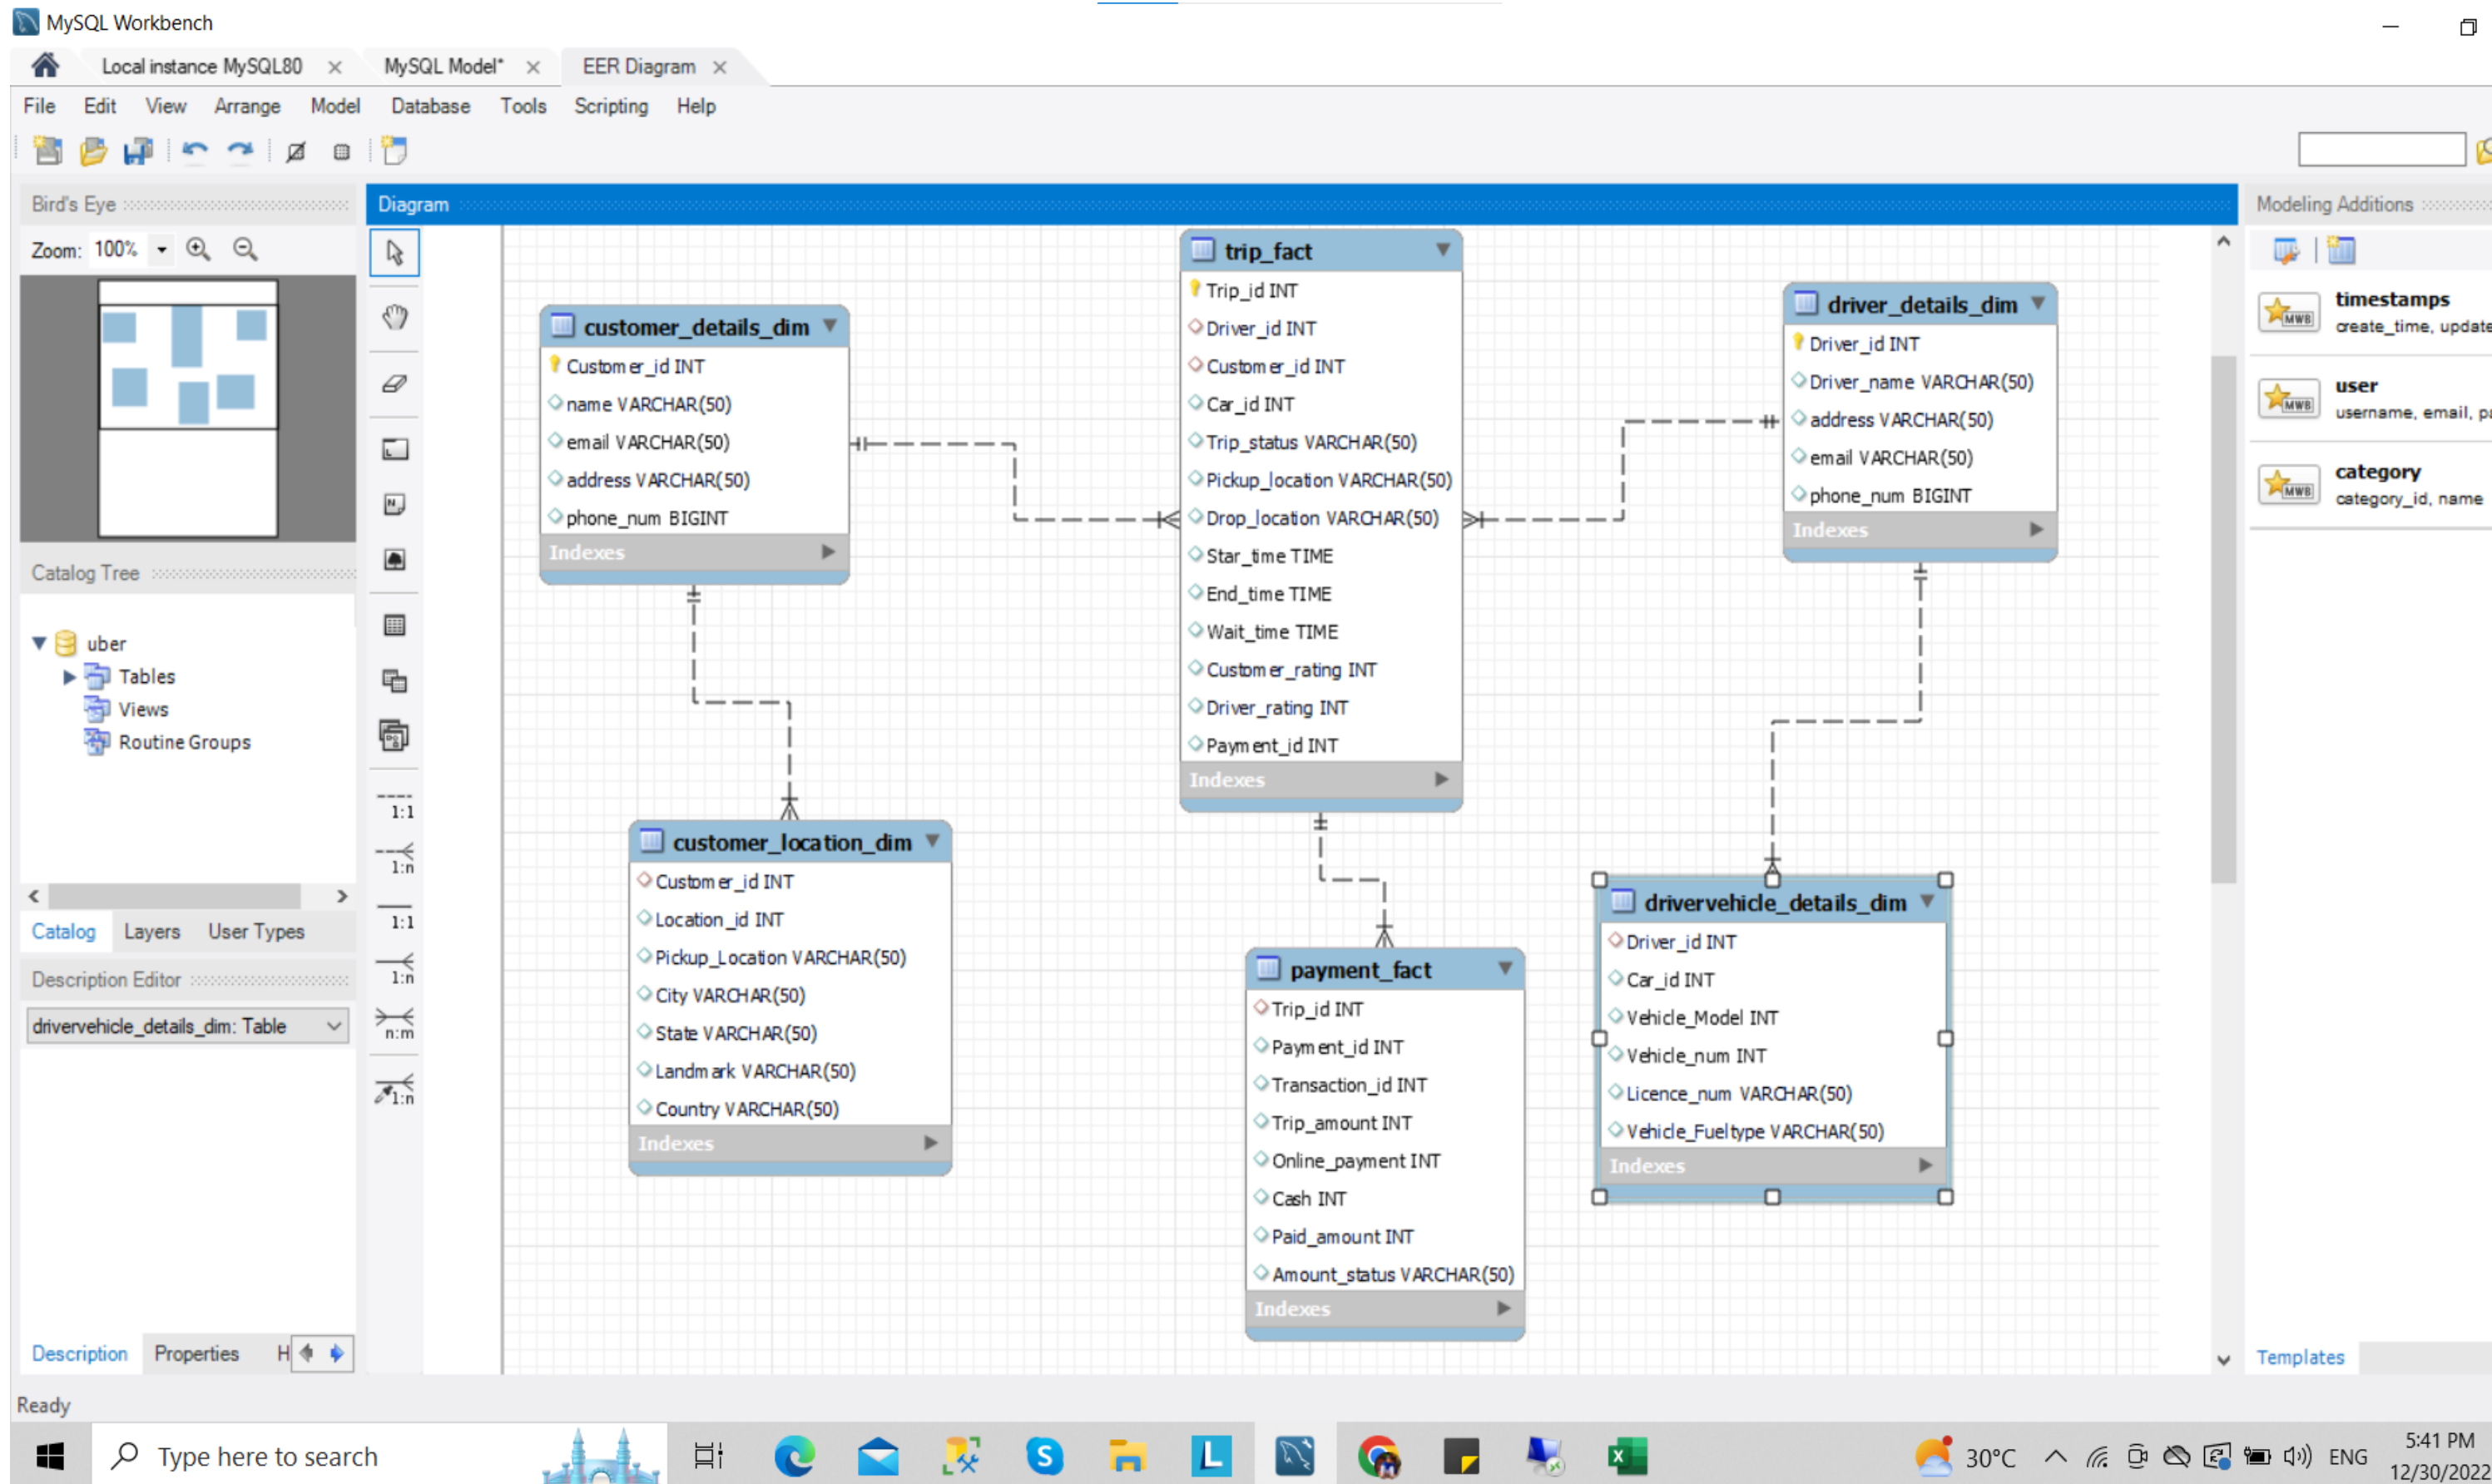 MySQL Workbench
Local instance MySQL80
MySQL Model*
EER Diagram
File Edit View Arrange Model Database Tools Scripting Help
Bird's Eye
Diagram
Modeling Additions
Zoom: 100%
timestamps
create_time, update
user
username, email, pa
category
category_id, name
Templates
Catalog Tree
uber
Tables
Views
Routine Groups
Catalog Layers User Types
Description Editor
drivervehicle_details_dim: Table
Description Properties H
1:1
1:n
1:1
1:n
n:m
1:n
customer_details_dim
Customer_id INT
name VARCHAR(50)
email VARCHAR(50)
address VARCHAR(50)
phone_num BIGINT
Indexes
trip_fact
Trip_id INT
Driver_id INT
Customer_id INT
Car_id INT
Trip_status VARCHAR(50)
Pickup_location VARCHAR(50)
Drop_location VARCHAR(50)
Star_time TIME
End_time TIME
Wait_time TIME
Customer_rating INT
Driver_rating INT
Payment_id INT
Indexes
driver_details_dim
Driver_id INT
Driver_name VARCHAR(50)
address VARCHAR(50)
email VARCHAR(50)
phone_num BIGINT
Indexes
customer_location_dim
Customer_id INT
Location_id INT
Pickup_Location VARCHAR(50)
City VARCHAR(50)
State VARCHAR(50)
Landmark VARCHAR(50)
Country VARCHAR(50)
Indexes
payment_fact
Trip_id INT
Payment_id INT
Transaction_id INT
Trip_amount INT
Online_payment INT
Cash INT
Paid_amount INT
Amount_status VARCHAR(50)
Indexes
drivervehicle_details_dim
Driver_id INT
Car_id INT
Vehicle_Model INT
Vehicle_num INT
Licence_num VARCHAR(50)
Vehicle_Fueltype VARCHAR(50)
Indexes
Ready
Type here to search
30°C
ENG
5:41 PM
12/30/2022